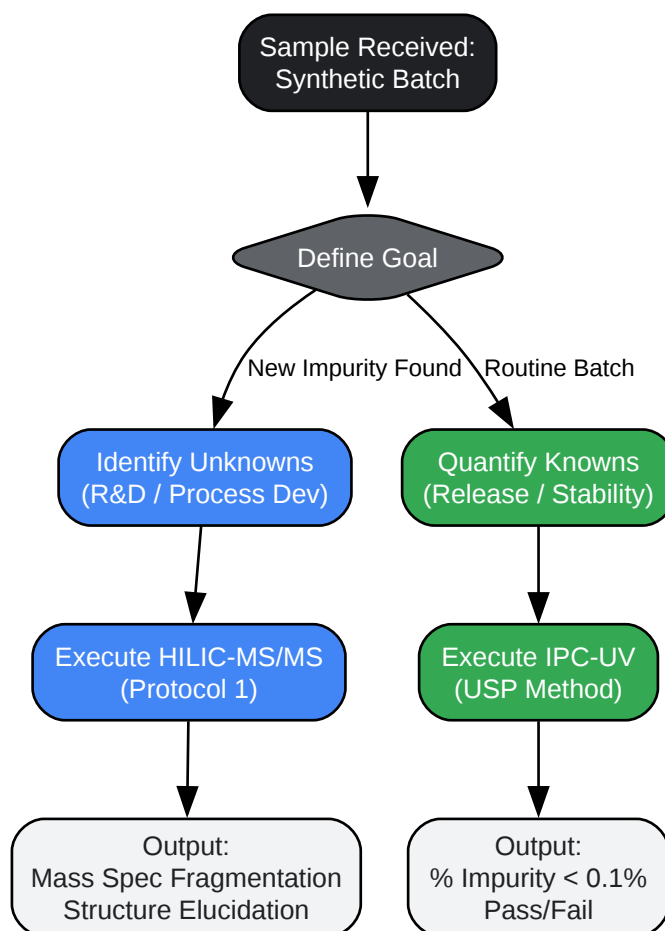 Sample Received:
Synthetic Batch
Define Goal
New Impurity Found
Routine Batch
Identify Unknowns
(R&D / Process Dev)
Quantify Knowns
(Release / Stability)
Execute HILIC-MS/MS
(Protocol 1)
Execute IPC-UV
(USP Method)
Output:
Mass Spec Fragmentation
Structure Elucidation
Output:
% Impurity < 0.1%
Pass/Fail